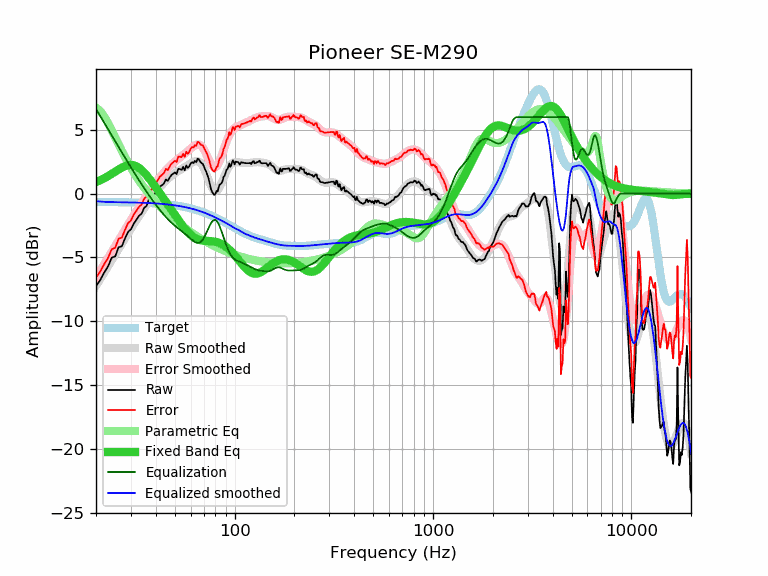 Pioneer SE-M290
Amplitude (dBr)
5
0
−5
−10
−15
−20
−25
Target
Raw Smoothed
Error Smoothed
Raw
Error
Parametric Eq
Fixed Band Eq
Equalization
Equalized smoothed
100
1000
10000
Frequency (Hz)